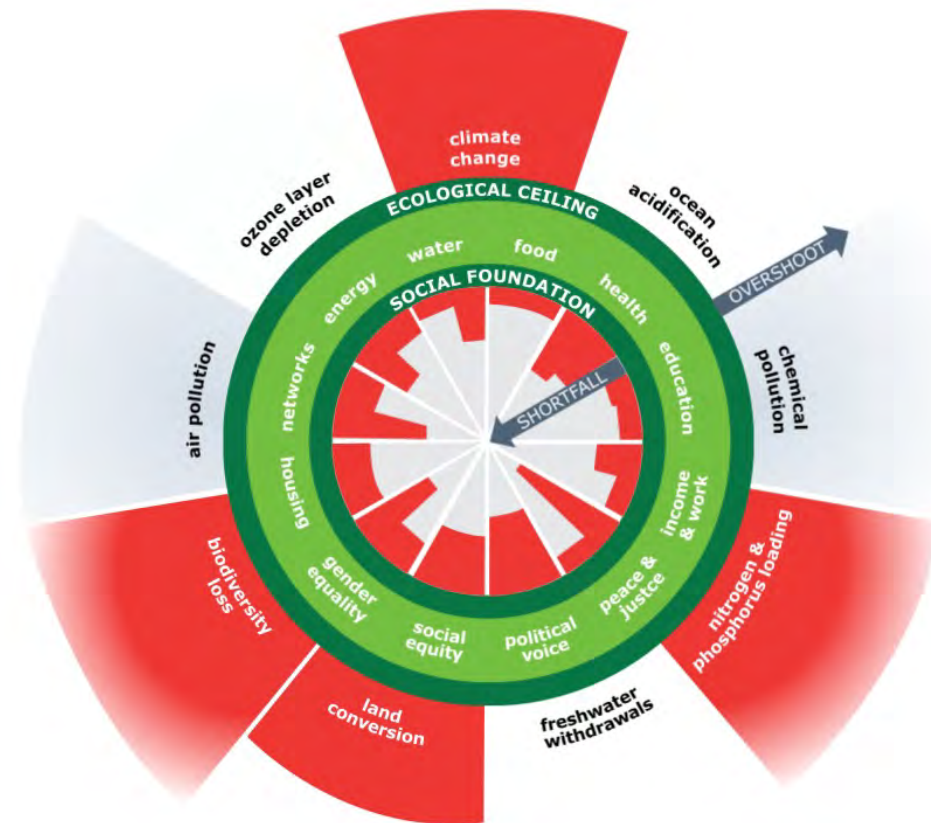 climate
change
ozone layer
depletion
ocean
acidification
ECOLOGICAL CEILING
OVERSHOOT
water
food
energy
health
SOCIAL FOUNDATION
networks
education
SHORTFALL
air pollution
chemical
pollution
housing
income
& work
biodiversity
loss
gender
equality
social
equity
political
voice
peace &
justce
nitrogen &
phosphorus loading
land
conversion
freshwater
withdrawals